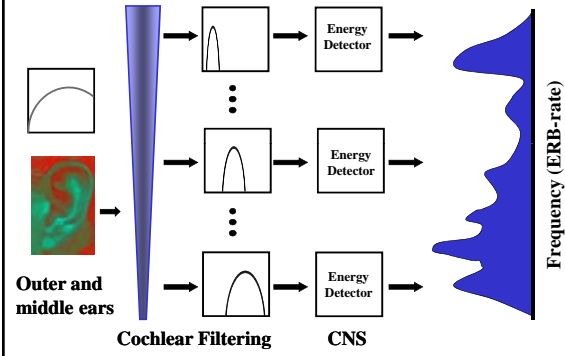 Energy
Detector
Energy
Detector
Energy
Detector
Outer and
middle ears
Cochlear Filtering
CNS
Frequency (ERB-rate)